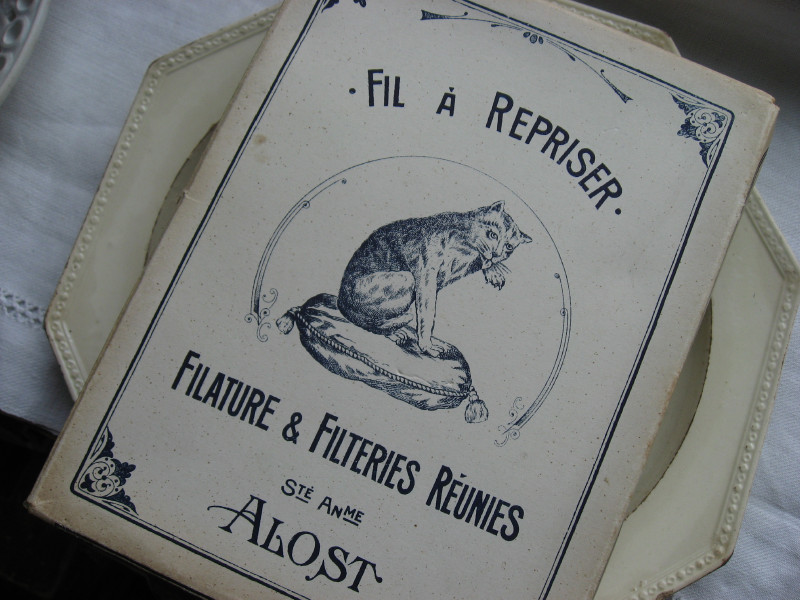 · FIL À REPRISER ·
FILATURE & FILTERIES RÉUNIES
STÉ ANME
ALOST